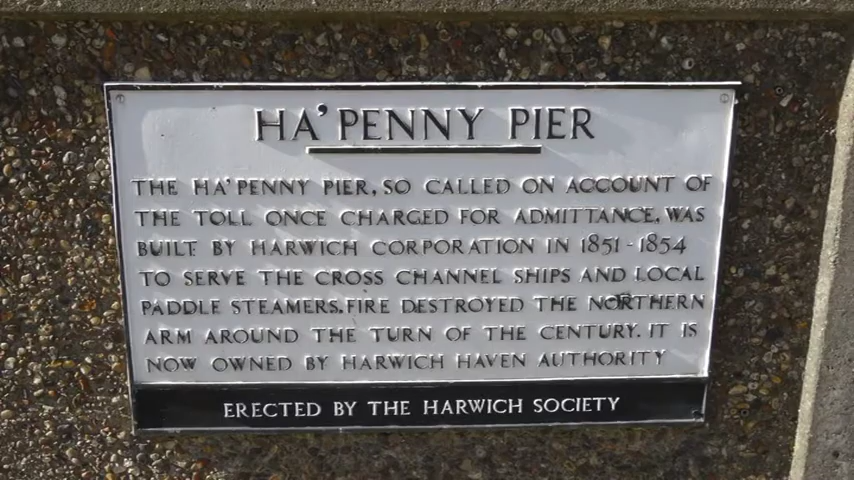 HA'PENNY PIER
THE HA'PENNY PIER, SO CALLED ON ACCOUNT OF
THE TOLL ONCE CHARGED FOR ADMITTANCE, WAS
BUILT BY HARWICH CORPORATION IN 1851-1854
TO SERVE THE CROSS CHANNEL SHIPS AND LOCAL
PADDLE STEAMERS. FIRE DESTROYED THE NORTHERN
ARM AROUND THE TURN OF THE CENTURY. IT IS
NOW OWNED BY HARWICH HAVEN AUTHORITY
ERECTED BY THE HARWICH SOCIETY